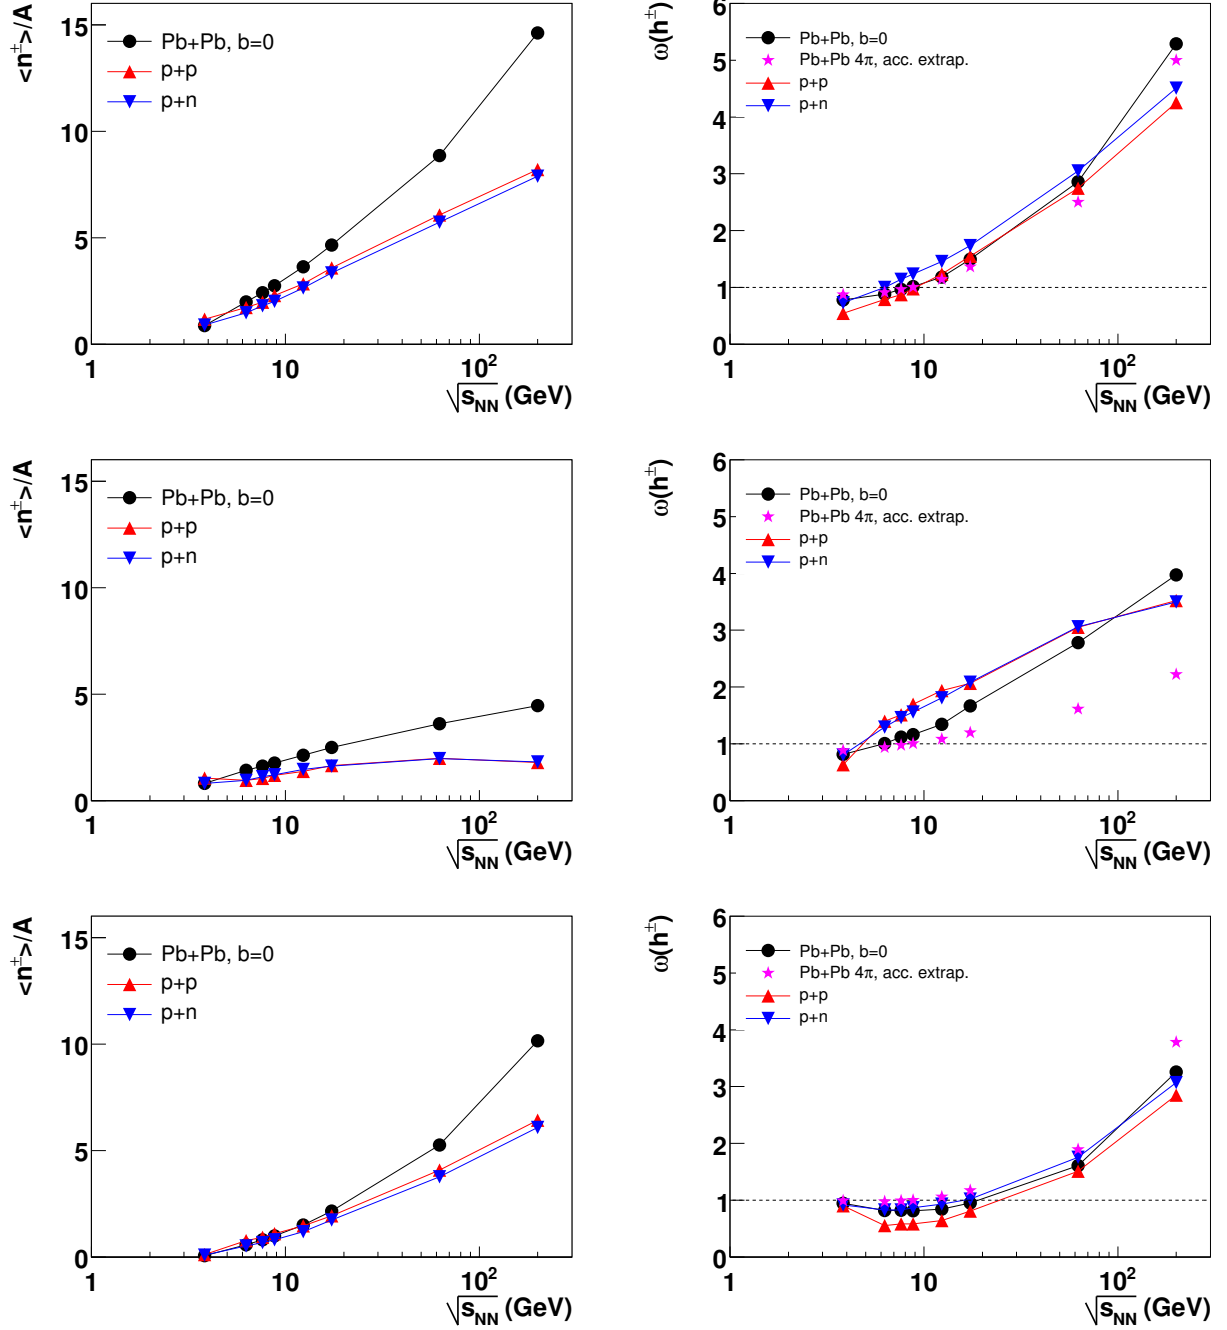 <n±>/A
15
10
5
0
Pb+Pb, b=0
p+p
p+n
1
10
10²
√sNN (GeV)
ω(h±)
6
5
4
3
2
1
0
Pb+Pb, b=0
Pb+Pb 4π, acc. extrap.
p+p
p+n
1
10
10²
√sNN (GeV)
<n±>/A
15
10
5
0
Pb+Pb, b=0
p+p
p+n
1
10
10²
√sNN (GeV)
ω(h±)
6
5
4
3
2
1
0
Pb+Pb, b=0
Pb+Pb 4π, acc. extrap.
p+p
p+n
1
10
10²
√sNN (GeV)
<n±>/A
15
10
5
0
Pb+Pb, b=0
p+p
p+n
1
10
10²
√sNN (GeV)
ω(h±)
6
5
4
3
2
1
0
Pb+Pb, b=0
Pb+Pb 4π, acc. extrap.
p+p
p+n
1
10
10²
√sNN (GeV)